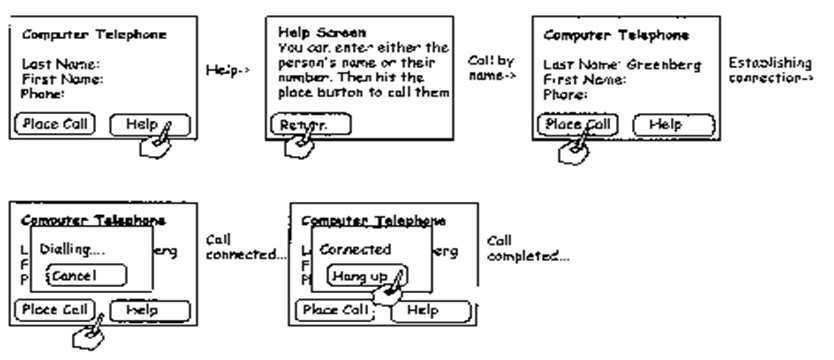 Computer Telephone
Last Name:
First Name:
Phone:
Place Call
Help
Help->
Help Screen
You can enter either the
person's name or their
number. Then hit the
place button to call them
Return
Call by
name->
Computer Telephone
Last Name: Greenberg
First Name:
Phone:
Place Call
Help
Establishing
connection->
Computer Telephone
L erg
F
P
Dialling....
Cancel
Place Call
Help
Call
connected...
Computer Telephone
L erg
F
P
Connected
Hang up
Place Call
Help
Call
completed...